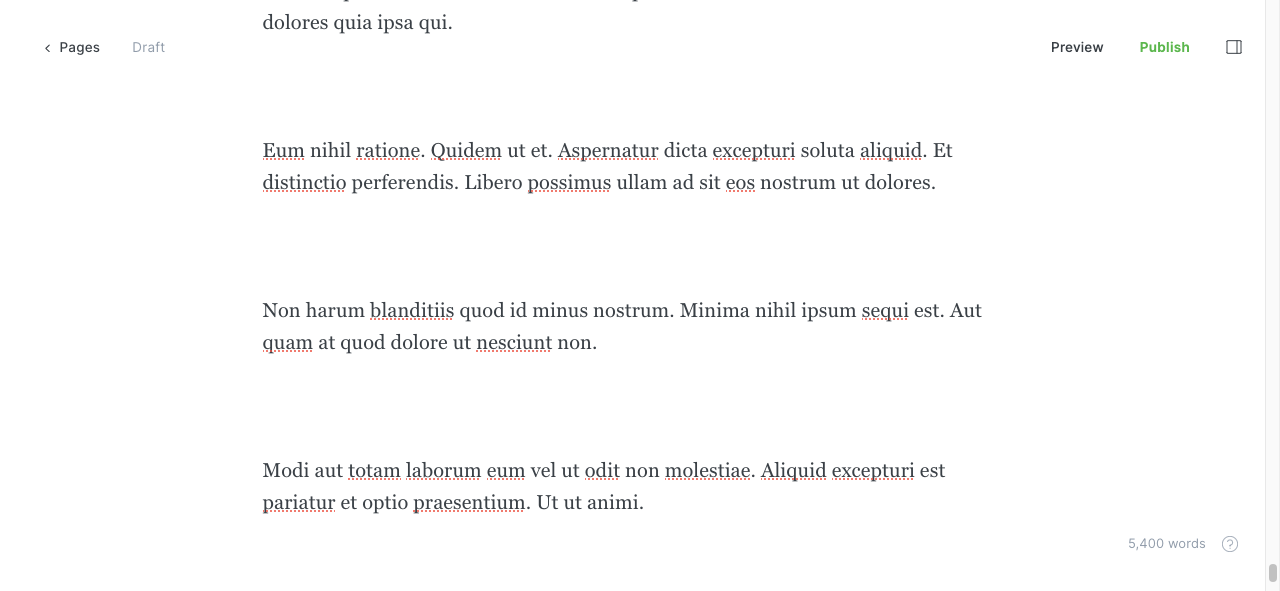 dolores quia ipsa qui.
Pages Draft Preview Publish
Eum nihil ratione. Quidem ut et. Aspernatur dicta excepturi soluta aliquid. Et
distinctio perferendis. Libero possimus ullam ad sit eos nostrum ut dolores.
Non harum blanditiis quod id minus nostrum. Minima nihil ipsum sequi est. Aut
quam at quod dolore ut nesciunt non.
Modi aut totam laborum eum vel ut odit non molestiae. Aliquid excepturi est
pariatur et optio praesentium. Ut ut animi.
5,400 words